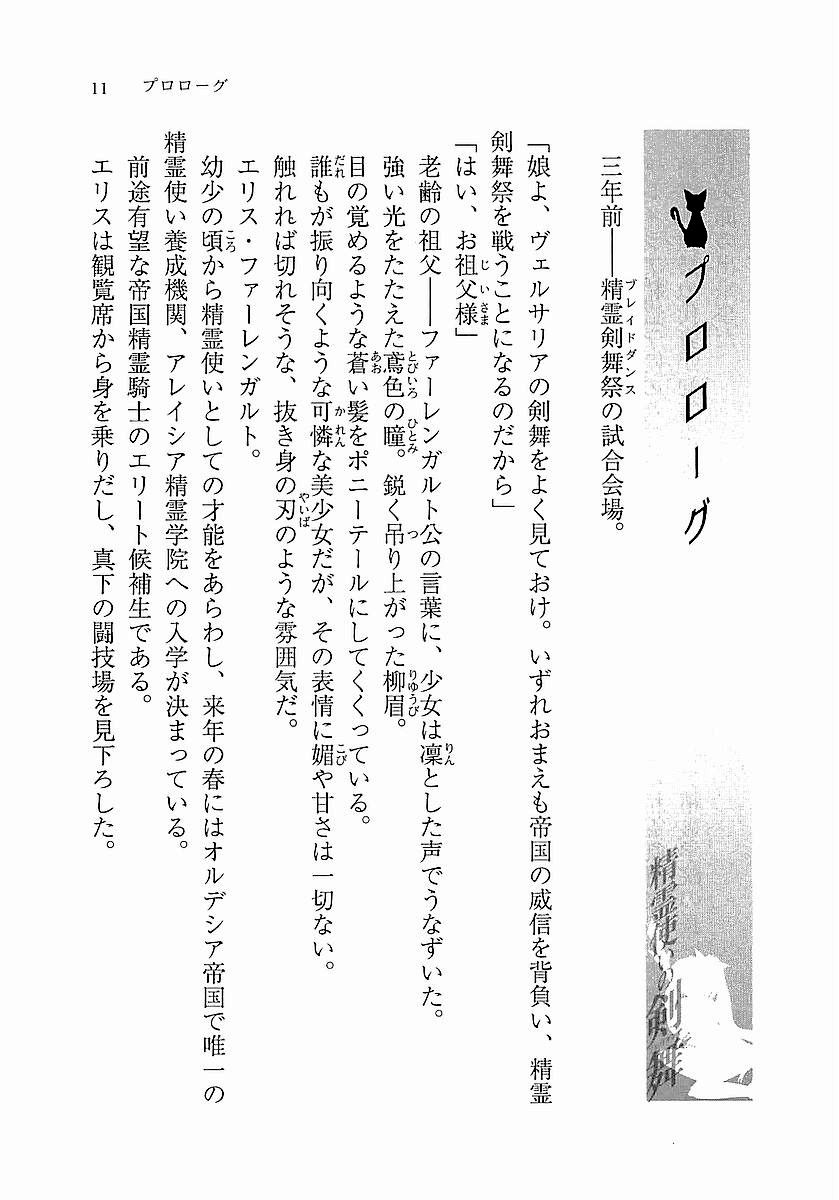 11 プロローグ
プロローグ
精霊使いの剣舞
三年前――精霊剣舞祭の試合会場。
ブレイドダンス
「娘よ、ヴェルサリアの剣舞をよく見ておけ。いずれおまえも帝国の威信を背負い、精霊
剣舞祭を戦うことになるのだから」
「はい、お祖父様」
じいさま
老齢の祖父――ファーレンガルト公の言葉に、少女は凜とした声でうなずいた。
りん
強い光をたたえた鳶色の瞳。鋭く吊り上がった柳眉。
とびいろ ひとみ つ りゆうび
目の覚めるような蒼い髪をポニーテールにしてくくっている。
あお
誰もが振り向くような可憐な美少女だが、その表情に媚や甘さは一切ない。
だれ かれん こび
触れれば切れそうな、抜き身の刃のような雰囲気だ。
やいば
エリス・ファーレンガルト。
幼少の頃から精霊使いとしての才能をあらわし、来年の春にはオルデシア帝国で唯一の
ころ
精霊使い養成機関、アレイシア精霊学院への入学が決まっている。
前途有望な帝国精霊騎士のエリート候補生である。
エリスは観覧席から身を乗りだし、真下の闘技場を見下ろした。